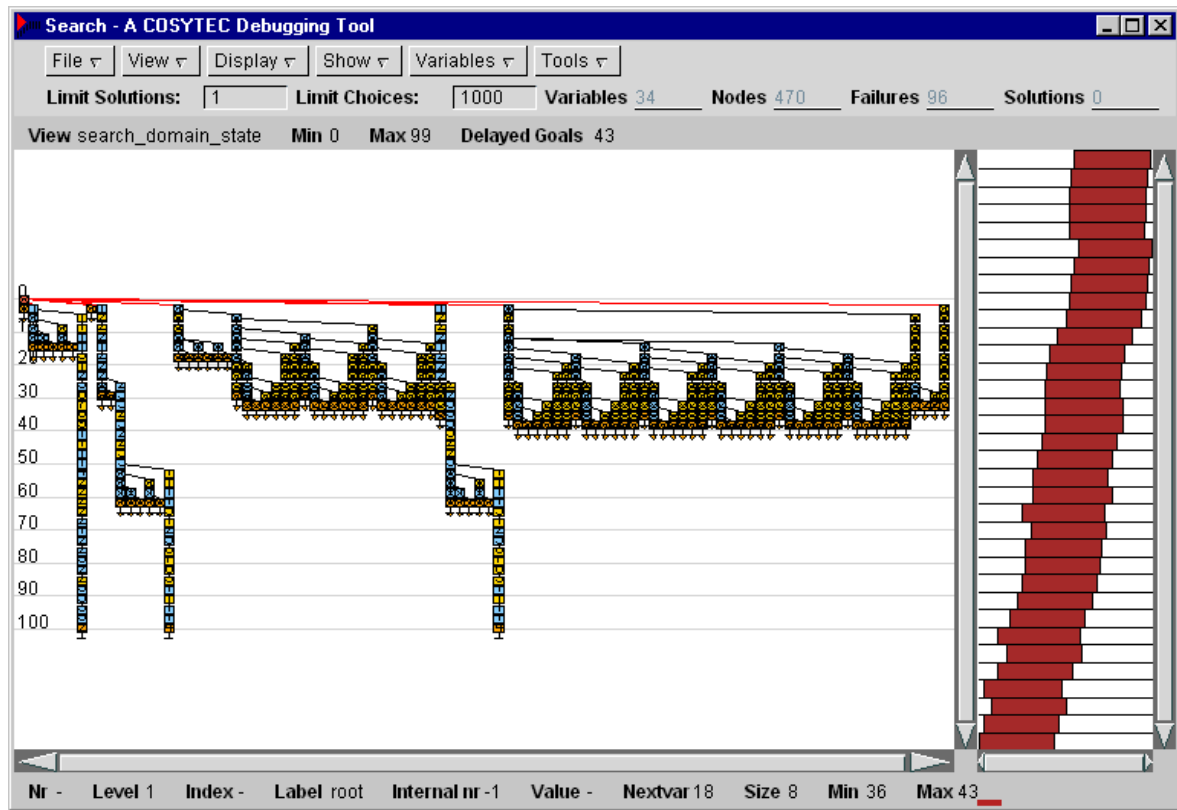 Search - A COSYTEC Debugging Tool
File View Display Show Variables Tools
Limit Solutions: 1 Limit Choices: 1000 Variables 34 Nodes 470 Failures 96 Solutions 0
View search_domain_state Min 0 Max 99 Delayed Goals 43
0
30
40
50
60
70
80
90
100
Nr - Level 1 Index - Label root Internal nr -1 Value - Nextvar 18 Size 8 Min 36 Max 43